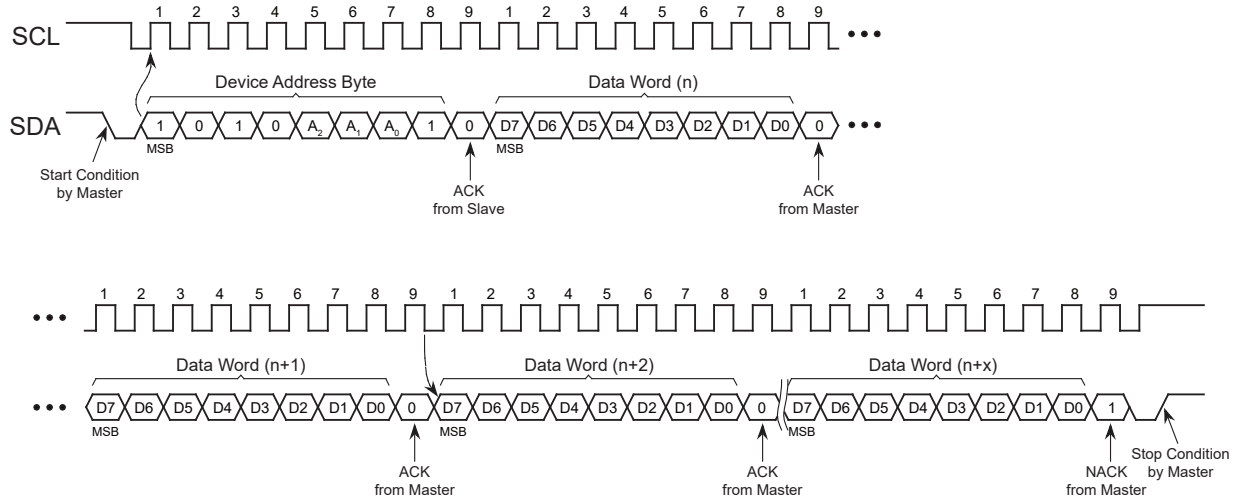 1 2 3 4 5 6 7 8 9 1 2 3 4 5 6 7 8 9
SCL
Device Address Byte Data Word (n)
SDA 1 0 1 0 A2 A1 A0 1 0 D7 D6 D5 D4 D3 D2 D1 D0 0
MSB MSB
Start Condition
by Master
ACK
from Slave
ACK
from Master
1 2 3 4 5 6 7 8 9 1 2 3 4 5 6 7 8 9 1 2 3 4 5 6 7 8 9
Data Word (n+1) Data Word (n+2) Data Word (n+x)
D7 D6 D5 D4 D3 D2 D1 D0 0 D7 D6 D5 D4 D3 D2 D1 D0 0 D7 D6 D5 D4 D3 D2 D1 D0 1
MSB MSB MSB
ACK
from Master
ACK
from Master
NACK
from Master
Stop Condition
by Master